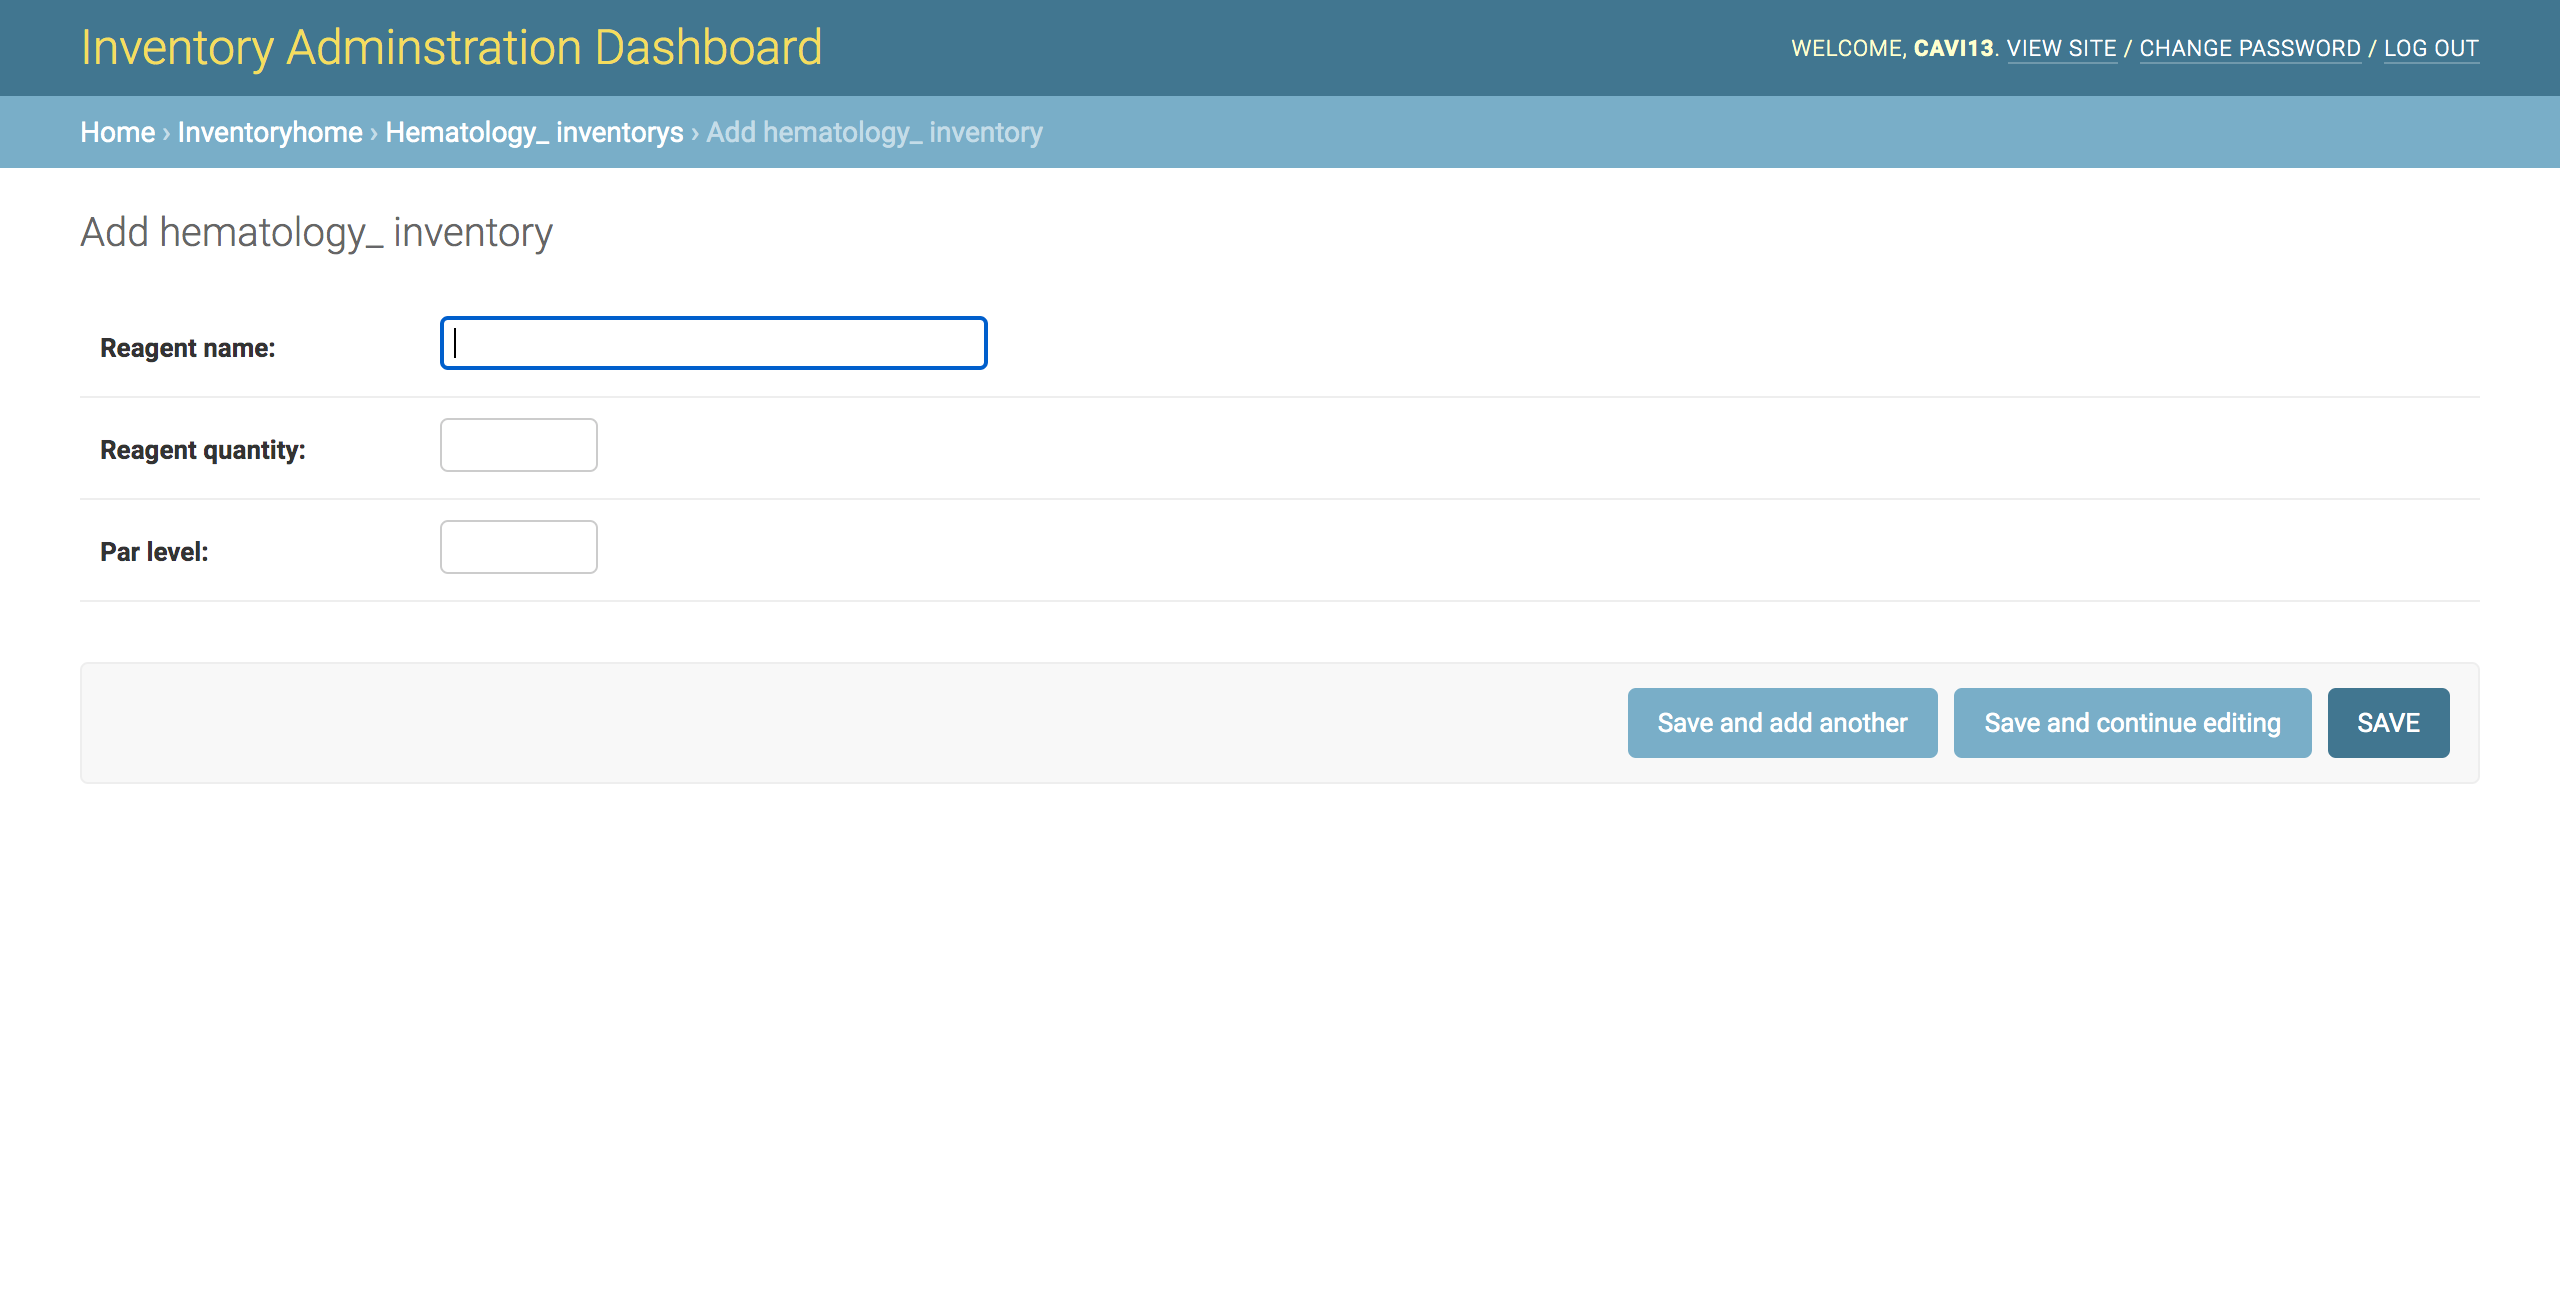 Inventory Adminstration Dashboard
WELCOME, CAVI13. VIEW SITE / CHANGE PASSWORD / LOG OUT
Home › Inventoryhome › Hematology_ inventorys › Add hematology_ inventory
Add hematology_ inventory
Reagent name:
Reagent quantity:
Par level:
Save and add another
Save and continue editing
SAVE